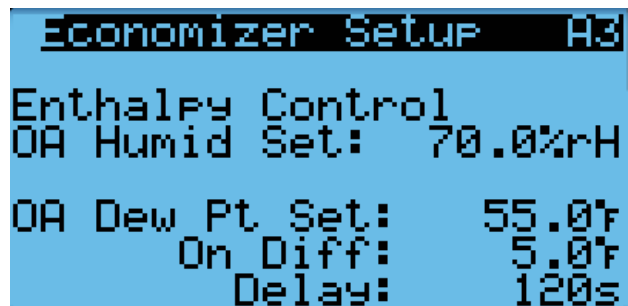 Economizer Setup A3
Enthalpy Control
OA Humid Set: 70.0%rH
OA Dew Pt Set: 55.0°F
On Diff: 5.0°F
Delay: 120s